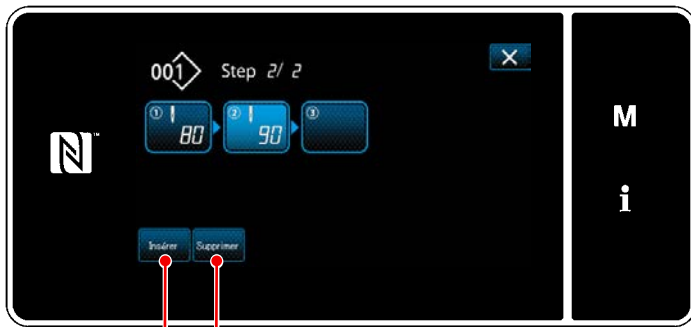 001 Step 2/ 2
① 80 ② 90 ③
M
i
Insérer Supprimer